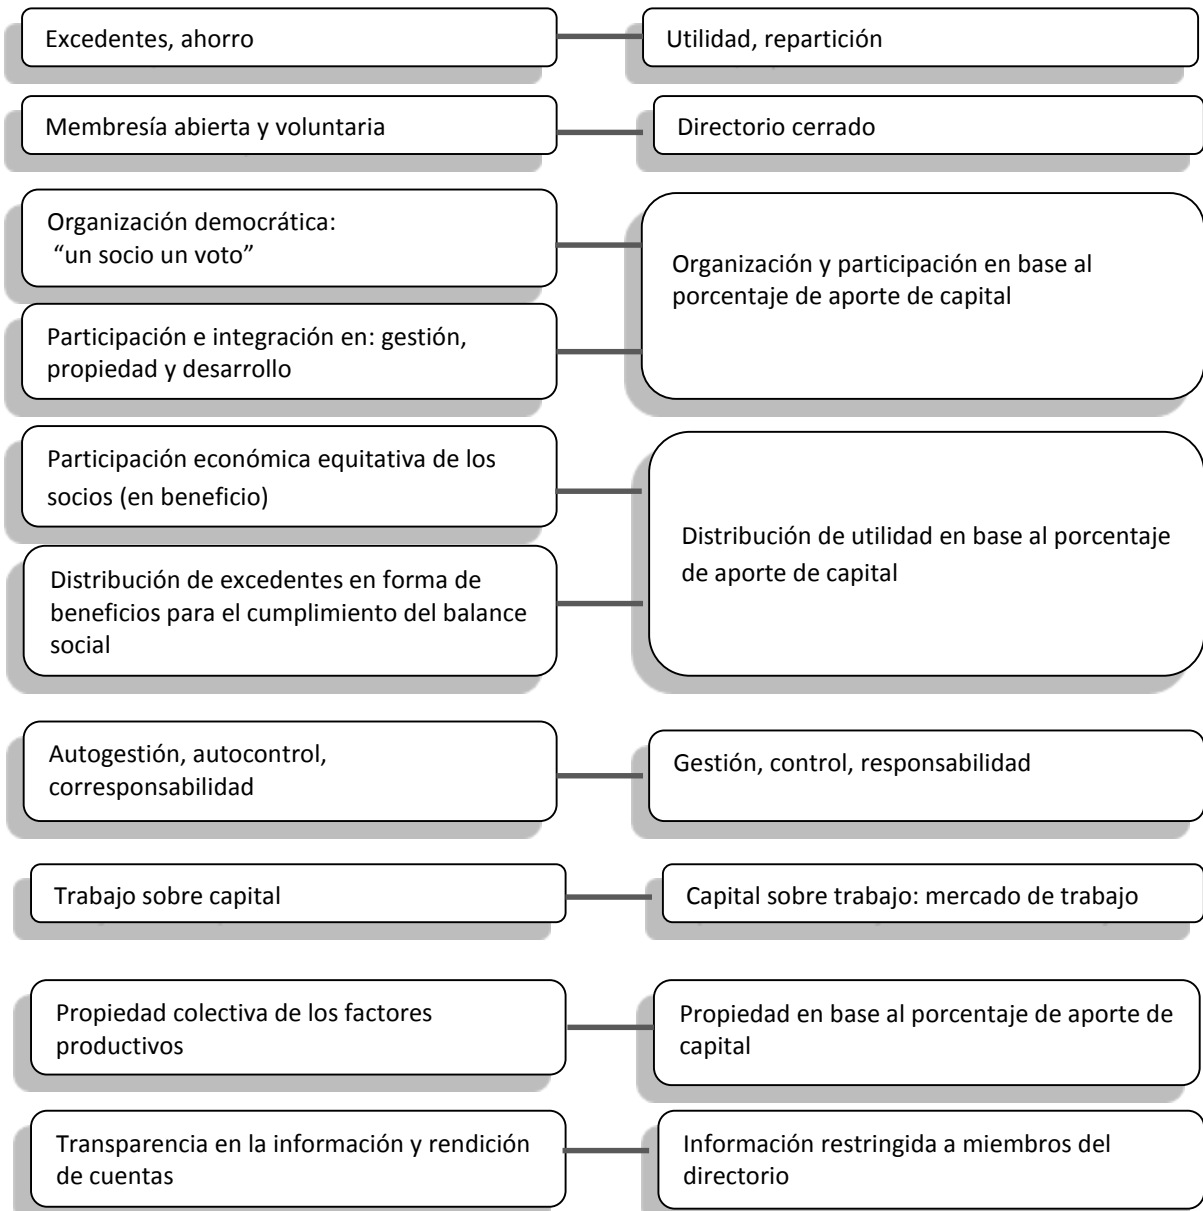 Excedentes, ahorro
Utilidad, repartición
Membresía abierta y voluntaria
Directorio cerrado
Organización democrática:
“un socio un voto”
Participación e integración en: gestión,
propiedad y desarrollo
Organización y participación en base al
porcentaje de aporte de capital
Participación económica equitativa de los
socios (en beneficio)
Distribución de excedentes en forma de
beneficios para el cumplimiento del balance
social
Distribución de utilidad en base al porcentaje
de aporte de capital
Autogestión, autocontrol,
corresponsabilidad
Gestión, control, responsabilidad
Trabajo sobre capital
Capital sobre trabajo: mercado de trabajo
Propiedad colectiva de los factores
productivos
Propiedad en base al porcentaje de aporte de
capital
Transparencia en la información y rendición
de cuentas
Información restringida a miembros del
directorio